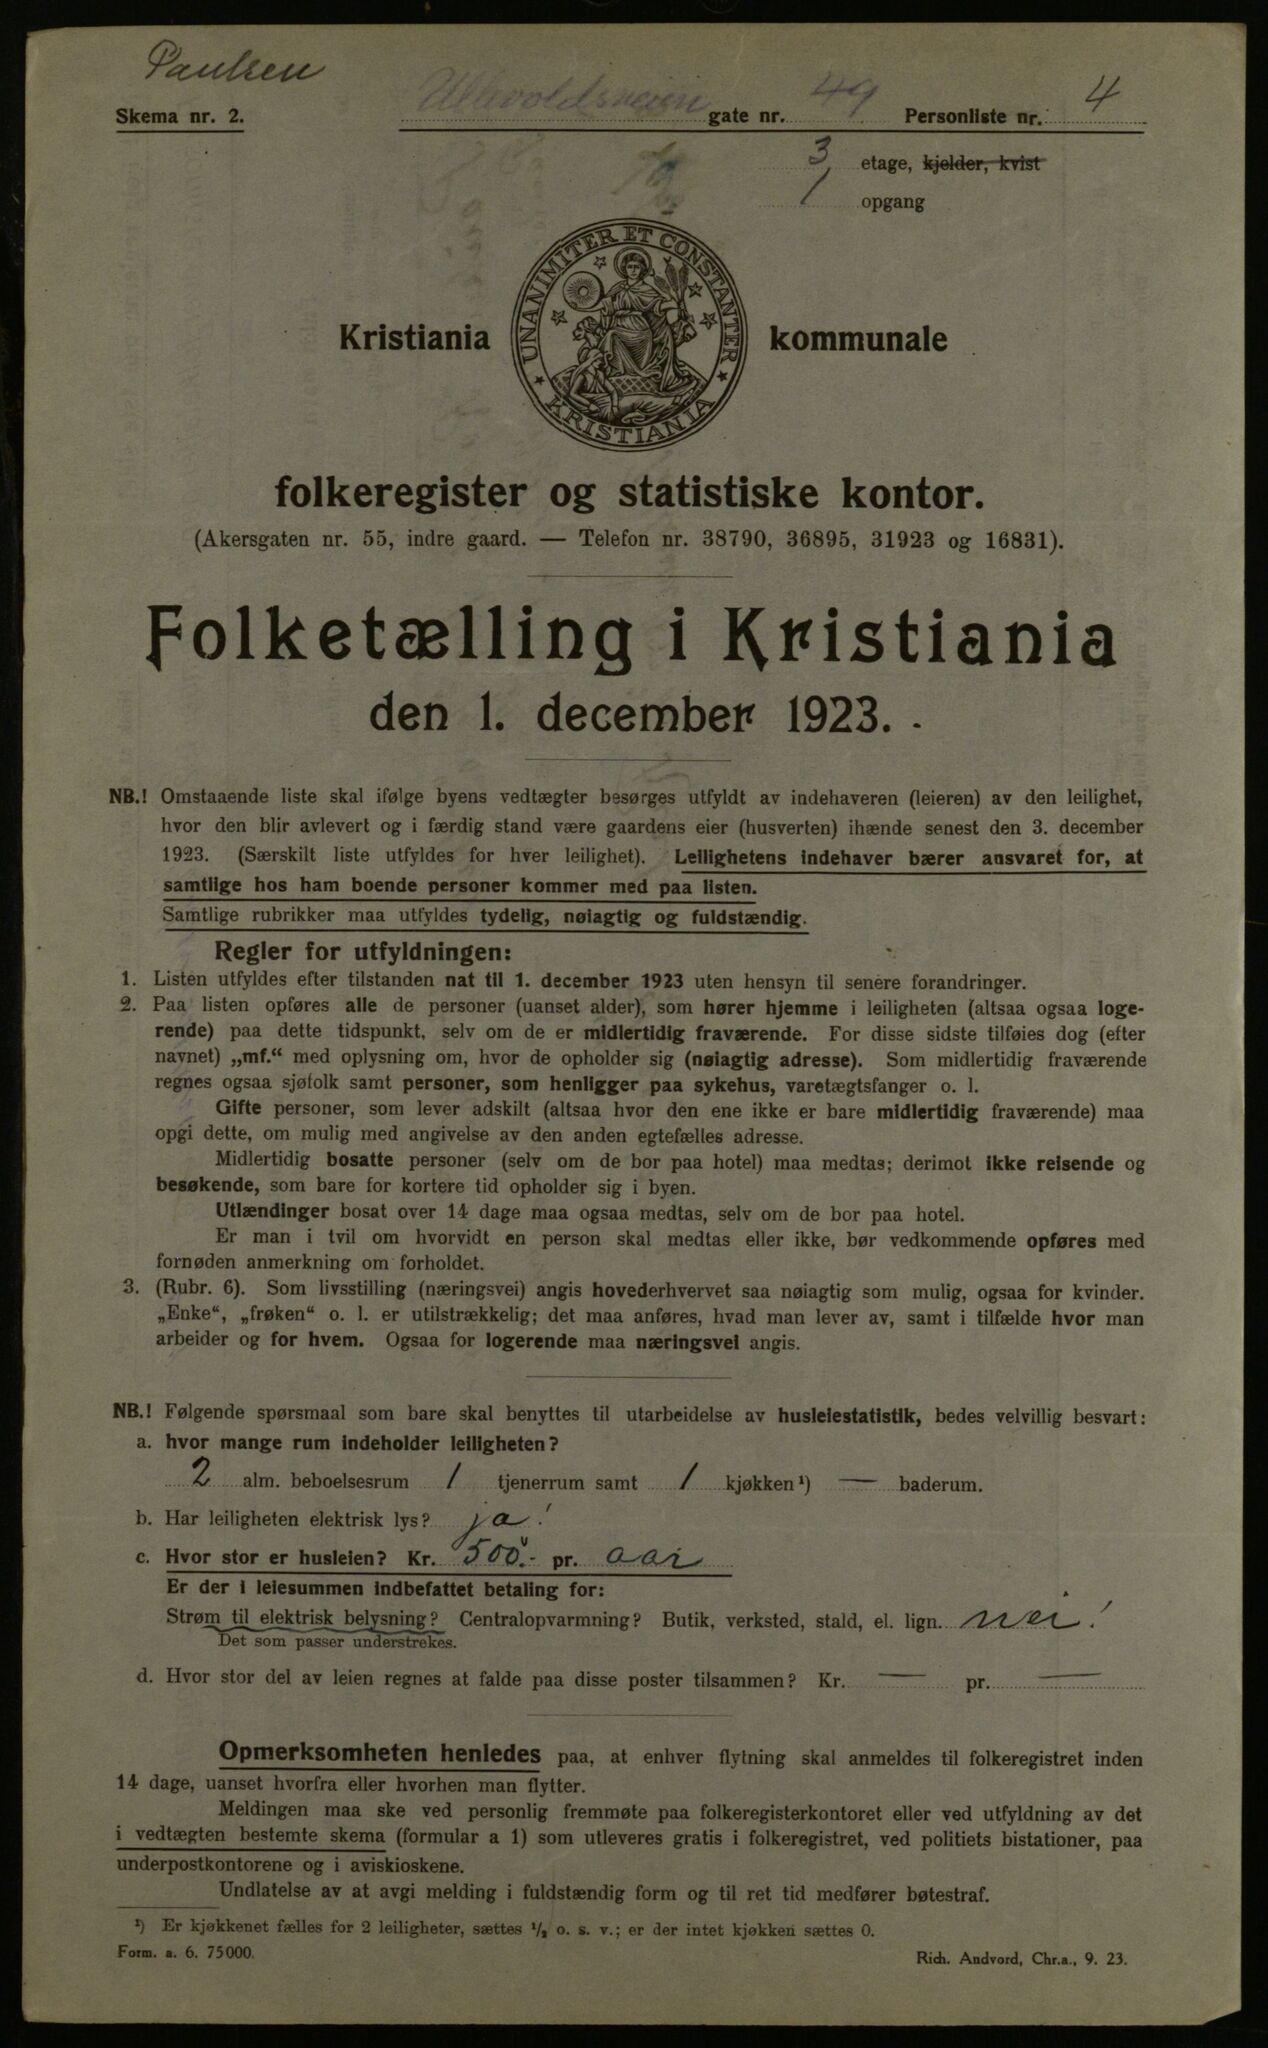 Paulsen
Skema nr. 2. Ullevoldsveien gate nr. 49 Personliste nr. 4
3 etage, kjelder, kvist
1 opgang
UNANIMITER ET CONSTANTER
KRISTIANIA
Kristiania kommunale
folkeregister og statistiske kontor.
(Akersgaten nr. 55, indre gaard. — Telefon nr. 38790, 36895, 31923 og 16831).
Folketælling i Kristiania
den 1. december 1923.
NB.! Omstaaende liste skal ifølge byens vedtægter besørges utfyldt av indehaveren (leieren) av den leilighet,
hvor den blir avlevert og i færdig stand være gaardens eier (husverten) ihænde senest den 3. december
1923. (Særskilt liste utfyldes for hver leilighet). Leilighetens indehaver bærer ansvaret for, at
samtlige hos ham boende personer kommer med paa listen.
Samtlige rubrikker maa utfyldes tydelig, nøiagtig og fuldstændig.
Regler for utfyldningen:
1. Listen utfyldes efter tilstanden nat til 1. december 1923 uten hensyn til senere forandringer.
2. Paa listen opføres alle de personer (uanset alder), som hører hjemme i leiligheten (altsaa ogsaa loge-
rende) paa dette tidspunkt, selv om de er midlertidig fraværende. For disse sidste tilføies dog (efter
navnet) „mf.“ med oplysning om, hvor de opholder sig (nøiagtig adresse). Som midlertidig fraværende
regnes ogsaa sjøfolk samt personer, som henligger paa sykehus, varetægtsfanger o. l.
Gifte personer, som lever adskilt (altsaa hvor den ene ikke er bare midlertidig fraværende) maa
opgi dette, om mulig med angivelse av den anden egtefælles adresse.
Midlertidig bosatte personer (selv om de bor paa hotel) maa medtas; derimot ikke reisende og
besøkende, som bare for kortere tid opholder sig i byen.
Utlændinger bosat over 14 dage maa ogsaa medtas, selv om de bor paa hotel.
Er man i tvil om hvorvidt en person skal medtas eller ikke, bør vedkommende opføres med
fornøden anmerkning om forholdet.
3. (Rubr. 6). Som livsstilling (næringsvei) angis hovederhvervet saa nøiagtig som mulig, ogsaa for kvinder.
„Enke“, „frøken“ o. l. er utilstrækkelig; det maa anføres, hvad man lever av, samt i tilfælde hvor man
arbeider og for hvem. Ogsaa for logerende maa næringsvei angis.
NB.! Følgende spørsmaal som bare skal benyttes til utarbeidelse av husleiestatistik, bedes velvillig besvart:
a. hvor mange rum indeholder leiligheten?
2 alm. beboelsesrum 1 tjenerrum samt 1 kjøkken ¹) — baderum.
b. Har leiligheten elektrisk lys? ja!
c. Hvor stor er husleien? Kr. 500.- pr. aar
Er der i leiesummen indbefattet betaling for:
Strøm til elektrisk belysning? Centralopvarmning? Butik, verksted, stald, el. lign. nei!
Det som passer understrekes.
d. Hvor stor del av leien regnes at falde paa disse poster tilsammen? Kr. — pr. —
Opmerksomheten henledes paa, at enhver flytning skal anmeldes til folkeregistret inden
14 dage, uanset hvorfra eller hvorhen man flytter.
Meldingen maa ske ved personlig fremmøte paa folkeregisterkontoret eller ved utfyldning av det
i vedtægten bestemte skema (formular a 1) som utleveres gratis i folkeregistret, ved politiets bistationer, paa
underpostkontorene og i aviskioskene.
Undlatelse av at avgi melding i fuldstændig form og til ret tid medfører bøtestraf.
¹) Er kjøkkenet fælles for 2 leiligheter, sættes ½ o. s. v.; er der intet kjøkken sættes 0.
Form. a. 6. 75000.
Rich. Andvord, Chr.a., 9. 23.